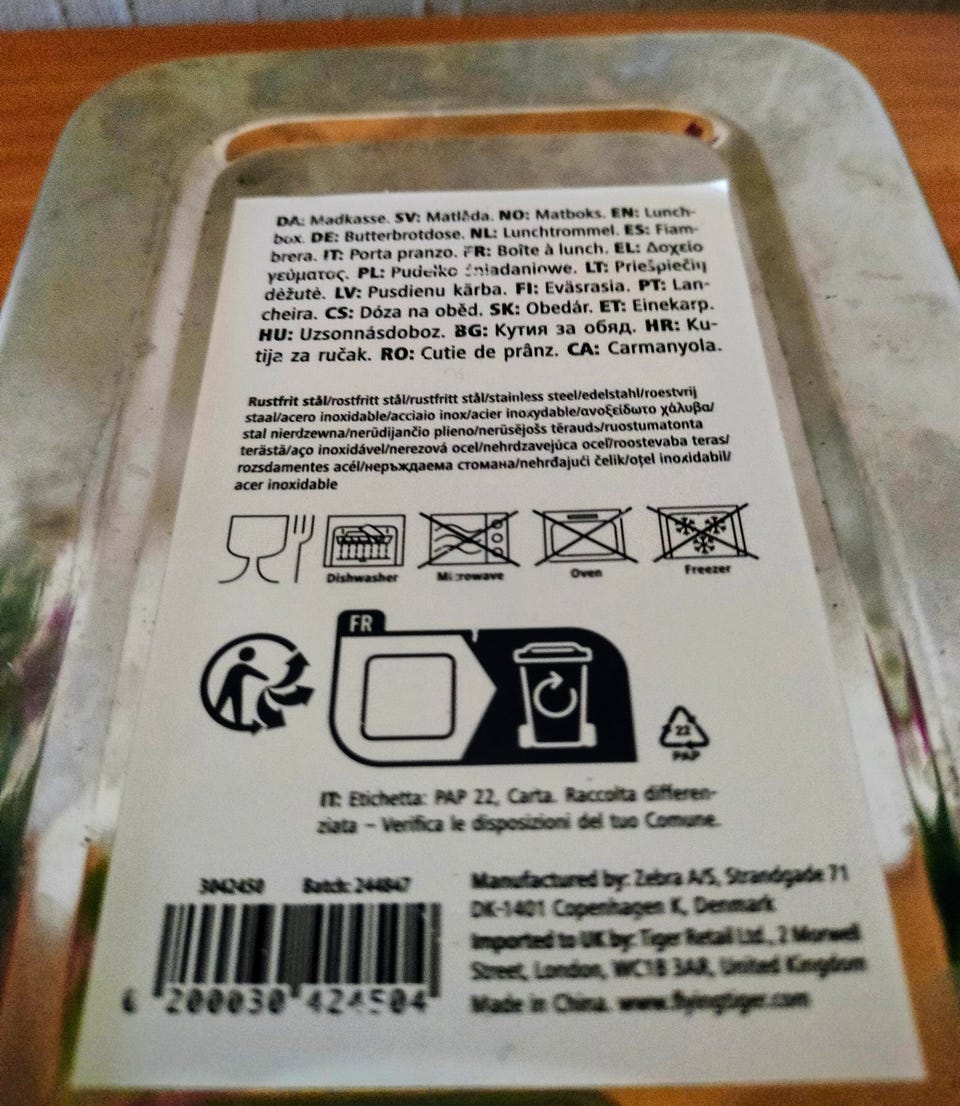 DA: Madkasse. SV: Matlåda. NO: Matboks. EN: Lunch-
box. DE: Butterbrotdose. NL: Lunchtrommel. ES: Fiam-
brera. IT: Porta pranzo. FR: Boîte à lunch. EL: Δοχείο
γεύματος. PL: Pudełko śniadaniowe. LT: Priešpiečių
dėžutė. LV: Pusdienu kārba. FI: Eväsrasia. PT: Lan-
cheira. CS: Dóza na oběd. SK: Obedár. ET: Einekarp.
HU: Uzsonnásdoboz. BG: Кутия за обяд. HR: Ku-
tija za ručak. RO: Cutie de prânz. CA: Carmanyola.
Rustfrit stål/rostfritt stål/rustfritt stål/stainless steel/edelstahl/roestvrij
staal/acero inoxidable/acciaio inox/acier inoxydable/ανοξείδωτο χάλυβα/
stal nierdzewna/nerūdijančio plieno/nerūsējošs tērauds/ruostumatonta
terästä/aço inoxidável/nerezová ocel/nehrdzavejúca oceľ/roostevaba teras/
rozsdamentes acél/неръждаема стомана/nehrđajući čelik/oțel inoxidabil/
acer inoxidable
Dishwasher Microwave Oven Freezer
FR
22
PAP
IT: Etichetta: PAP 22, Carta. Raccolta differen-
ziata – Verifica le disposizioni del tuo Comune.
3042450 Batch: 244847
Manufactured by: Zebra A/S, Strandgade 71
DK-1401 Copenhagen K, Denmark
Imported to UK by: Tiger Retail Ltd., 2 Morwell
Street, London, WC1B 3AR, United Kingdom
Made in China. www.flyingtiger.com
6 200030 424504